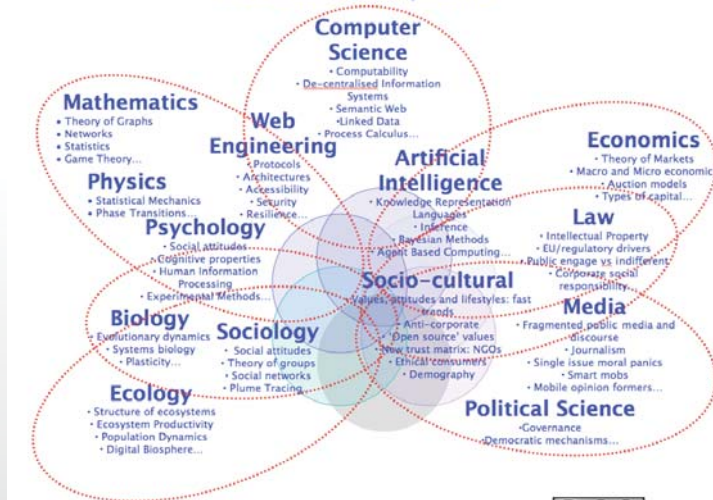 Computer
Science
• Computability
• De-centralised Information
Systems
• Semantic Web
•Linked Data
• Process Calculus...
Mathematics
• Theory of Graphs
• Networks
• Statistics
• Game Theory...
Web
Engineering
• Protocols
• Architectures
• Accessibility
• Security
• Resilience...
Artificial
Intelligence
• Knowledge Representation
Languages
• Inference
• Bayesian Methods
• Agent Based Computing...
Economics
• Theory of Markets
• Macro and Micro economic
• Auction models
• Types of capital...
Physics
• Statistical Mechanics
• Phase Transitions...
Law
• Intellectual Property
• EU/regulatory drivers
• Public engage vs indifferent
• Corporate social
responsibility
Psychology
• Social attitudes
• Cognitive properties
• Human Information
Processing
• Experimental Methods...
Socio-cultural
Values, attitudes and lifestyles: fast
trends
• Anti-corporate
• 'Open source' values
• New trust matrix: NGOs
• Ethical consumers
• Demography
Media
• Fragmented public media and
discourse
• Journalism
• Single issue moral panics
• Smart mobs
• Mobile opinion formers...
Biology
• Evolutionary dynamics
• Systems biology
• Plasticity...
Sociology
• Social attitudes
• Theory of groups
• Social networks
• Plume Tracing...
Ecology
• Structure of ecosystems
• Ecosystem Productivity
• Population Dynamics
• Digital Biosphere...
Political Science
•Governance
•Democratic mechanisms...